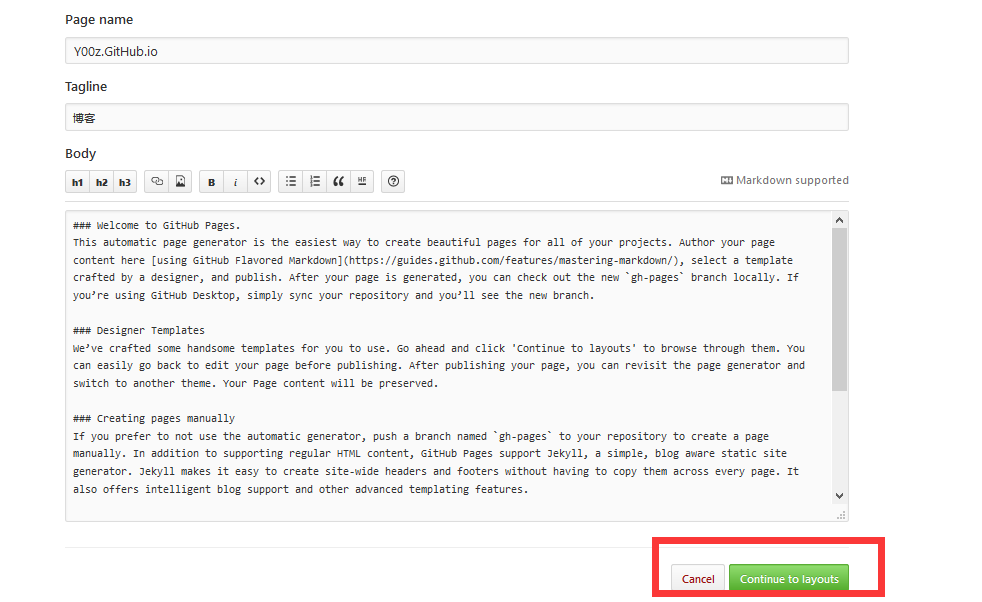 Page name
Y00z.GitHub.io
Tagline
博客
Body
h1 h2 h3 B i <> “ HR ? Markdown supported
### Welcome to GitHub Pages.
This automatic page generator is the easiest way to create beautiful pages for all of your projects. Author your page
content here [using GitHub Flavored Markdown](https://guides.github.com/features/mastering-markdown/), select a template
crafted by a designer, and publish. After your page is generated, you can check out the new `gh-pages` branch locally. If
you’re using GitHub Desktop, simply sync your repository and you’ll see the new branch.
### Designer Templates
We’ve crafted some handsome templates for you to use. Go ahead and click 'Continue to layouts' to browse through them. You
can easily go back to edit your page before publishing. After publishing your page, you can revisit the page generator and
switch to another theme. Your Page content will be preserved.
### Creating pages manually
If you prefer to not use the automatic generator, push a branch named `gh-pages` to your repository to create a page
manually. In addition to supporting regular HTML content, GitHub Pages support Jekyll, a simple, blog aware static site
generator. Jekyll makes it easy to create site-wide headers and footers without having to copy them across every page. It
also offers intelligent blog support and other advanced templating features.
Cancel Continue to layouts